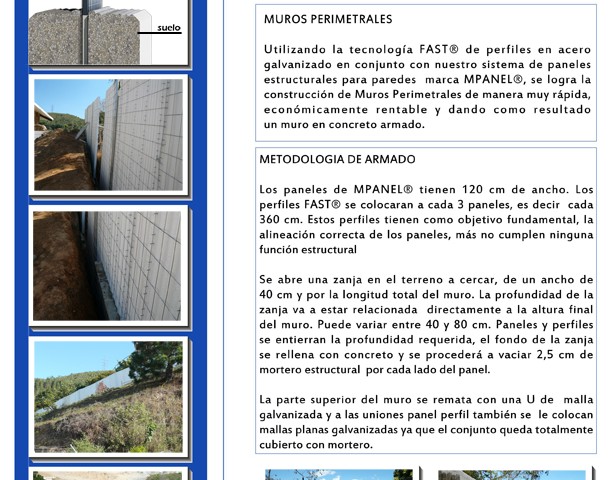 suelo
MUROS PERIMETRALES
Utilizando la tecnología FAST® de perfiles en acero
galvanizado en conjunto con nuestro sistema de paneles
estructurales para paredes marca MPANEL®, se logra la
construcción de Muros Perimetrales de manera muy rápida,
económicamente rentable y dando como resultado
un muro en concreto armado.
METODOLOGIA DE ARMADO
Los paneles de MPANEL® tienen 120 cm de ancho. Los
perfiles FAST® se colocaran a cada 3 paneles, es decir cada
360 cm. Estos perfiles tienen como objetivo fundamental, la
alineación correcta de los paneles, más no cumplen ninguna
función estructural
Se abre una zanja en el terreno a cercar, de un ancho de
40 cm y por la longitud total del muro. La profundidad de la
zanja va a estar relacionada directamente a la altura final
del muro. Puede variar entre 40 y 80 cm. Paneles y perfiles
se entierran la profundidad requerida, el fondo de la zanja
se rellena con concreto y se procederá a vaciar 2,5 cm de
mortero estructural por cada lado del panel.
La parte superior del muro se remata con una U de malla
galvanizada y a las uniones panel perfil también se le colocan
mallas planas galvanizadas ya que el conjunto queda totalmente
cubierto con mortero.